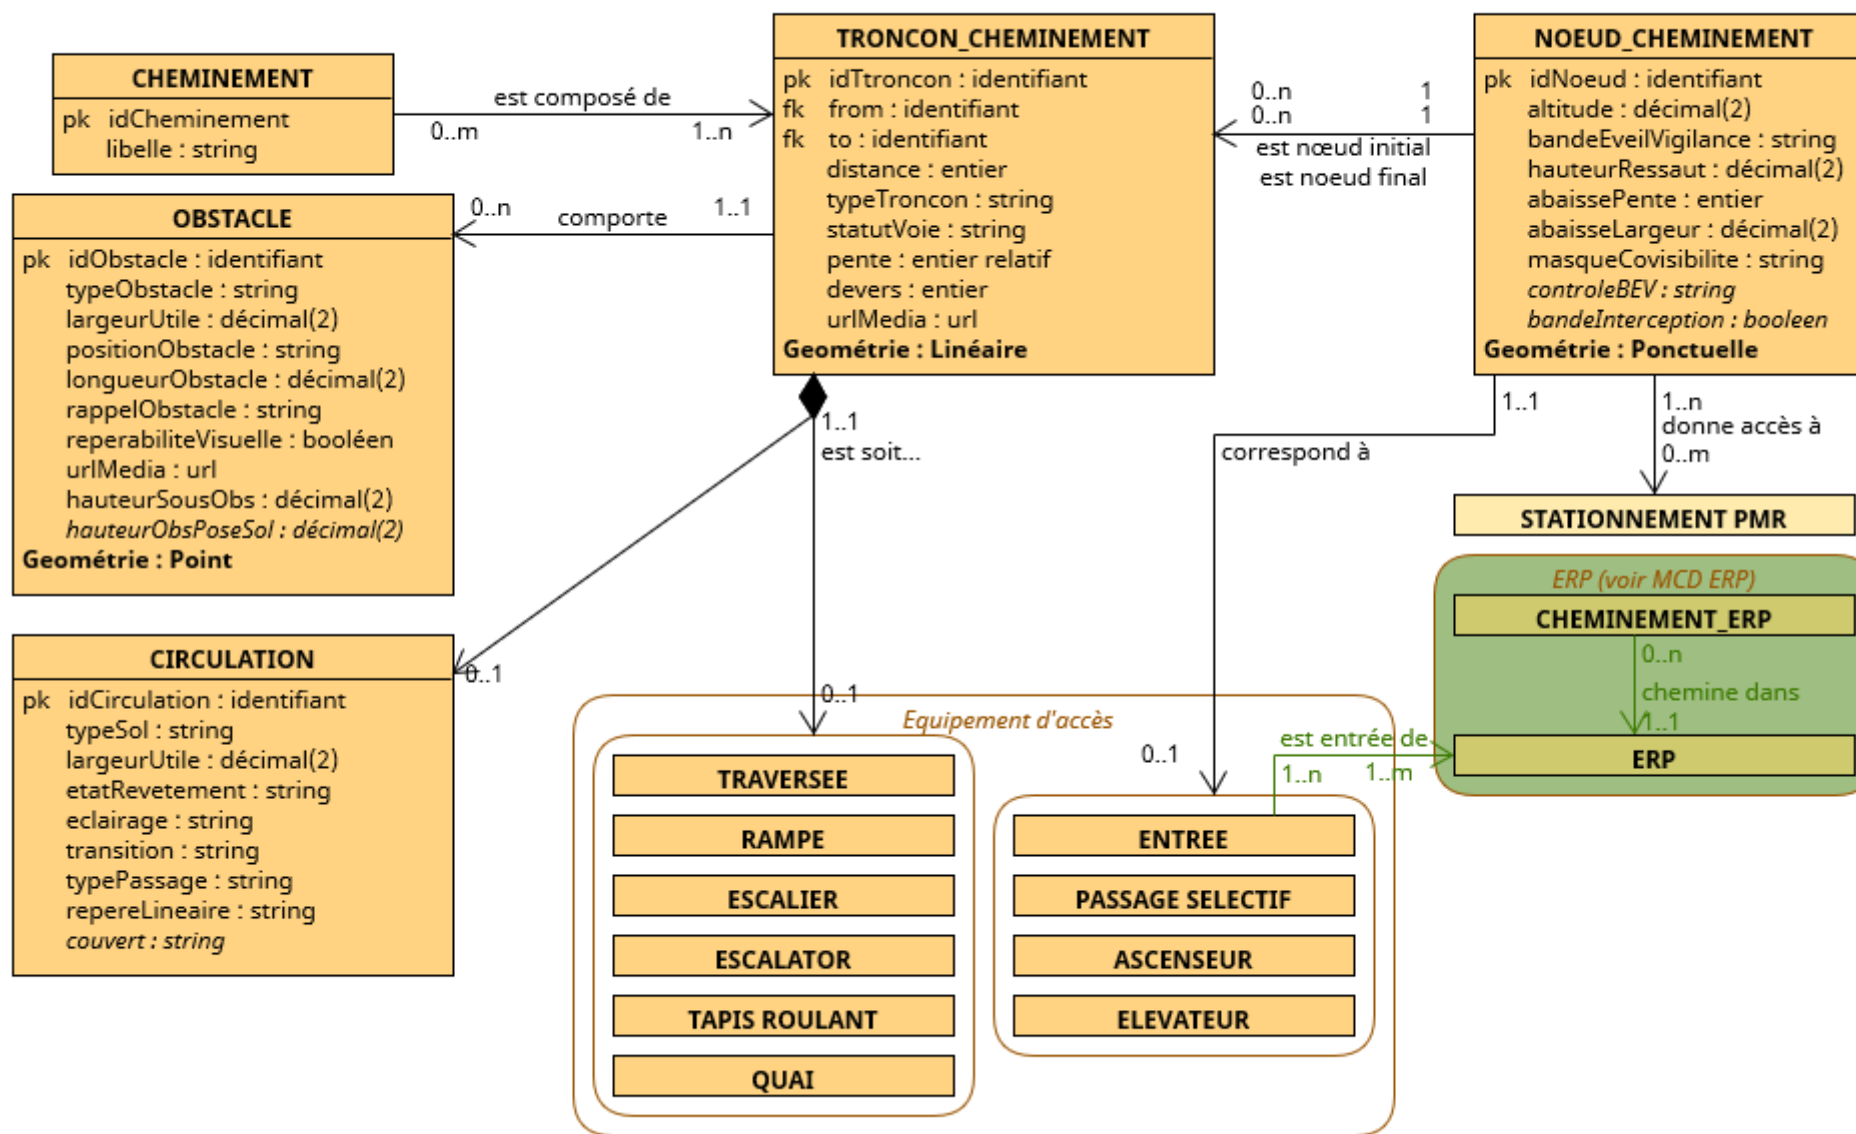 CHEMINEMENT
pk idCheminement
libelle : string
est composé de
0..m
1..n
TRONCON_CHEMINEMENT
pk idTtroncon : identifiant
fk from : identifiant
fk to : identifiant
distance : entier
typeTroncon : string
statutVoie : string
pente : entier relatif
devers : entier
urlMedia : url
Geométrie : Linéaire
0..n 1
0..n 1
est nœud initial
est noeud final
NOEUD_CHEMINEMENT
pk idNoeud : identifiant
altitude : décimal(2)
bandeEveilVigilance : string
hauteurRessaut : décimal(2)
abaissePente : entier
abaisseLargeur : décimal(2)
masqueCovisibilite : string
controleBEV : string
bandeInterception : booleen
Geométrie : Ponctuelle
OBSTACLE
pk idObstacle : identifiant
typeObstacle : string
largeurUtile : décimal(2)
positionObstacle : string
longueurObstacle : décimal(2)
rappelObstacle : string
reperabiliteVisuelle : booléen
urlMedia : url
hauteurSousObs : décimal(2)
hauteurObsPoseSol : décimal(2)
Geométrie : Point
0..n
comporte
1..1
1..1
est soit...
0..1
0..1
1..1
correspond à
0..1
1..n
donne accès à
0..m
STATIONNEMENT PMR
ERP (voir MCD ERP)
CHEMINEMENT_ERP
0..n
chemine dans
1..1
ERP
CIRCULATION
pk idCirculation : identifiant
typeSol : string
largeurUtile : décimal(2)
etatRevetement : string
eclairage : string
transition : string
typePassage : string
repereLineaire : string
couvert : string
Equipement d'accès
TRAVERSEE
RAMPE
ESCALIER
ESCALATOR
TAPIS ROULANT
QUAI
est entrée de
1..n
1..m
ENTREE
PASSAGE SELECTIF
ASCENSEUR
ELEVATEUR